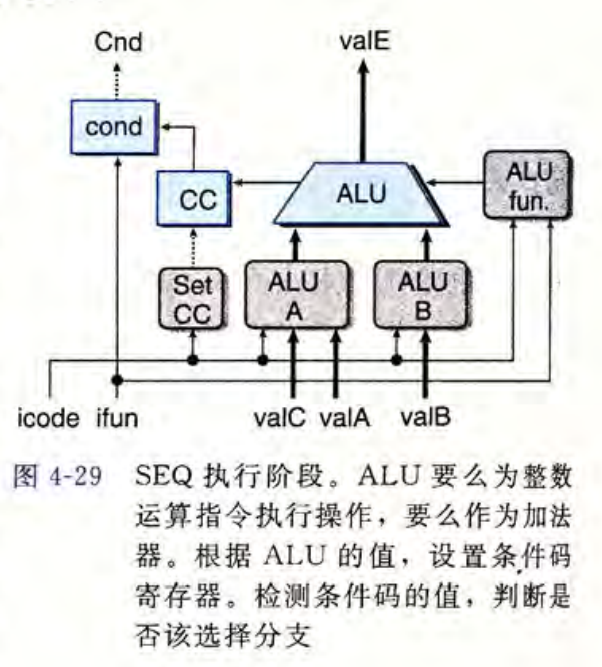 Cnd
valE
cond
CC
ALU
ALU
fun.
Set
CC
ALU
A
ALU
B
icode ifun valC valA valB
图 4-29 SEQ 执行阶段。ALU 要么为整数
运算指令执行操作，要么作为加法
器。根据 ALU 的值，设置条件码
寄存器。检测条件码的值，判断是
否该选择分支